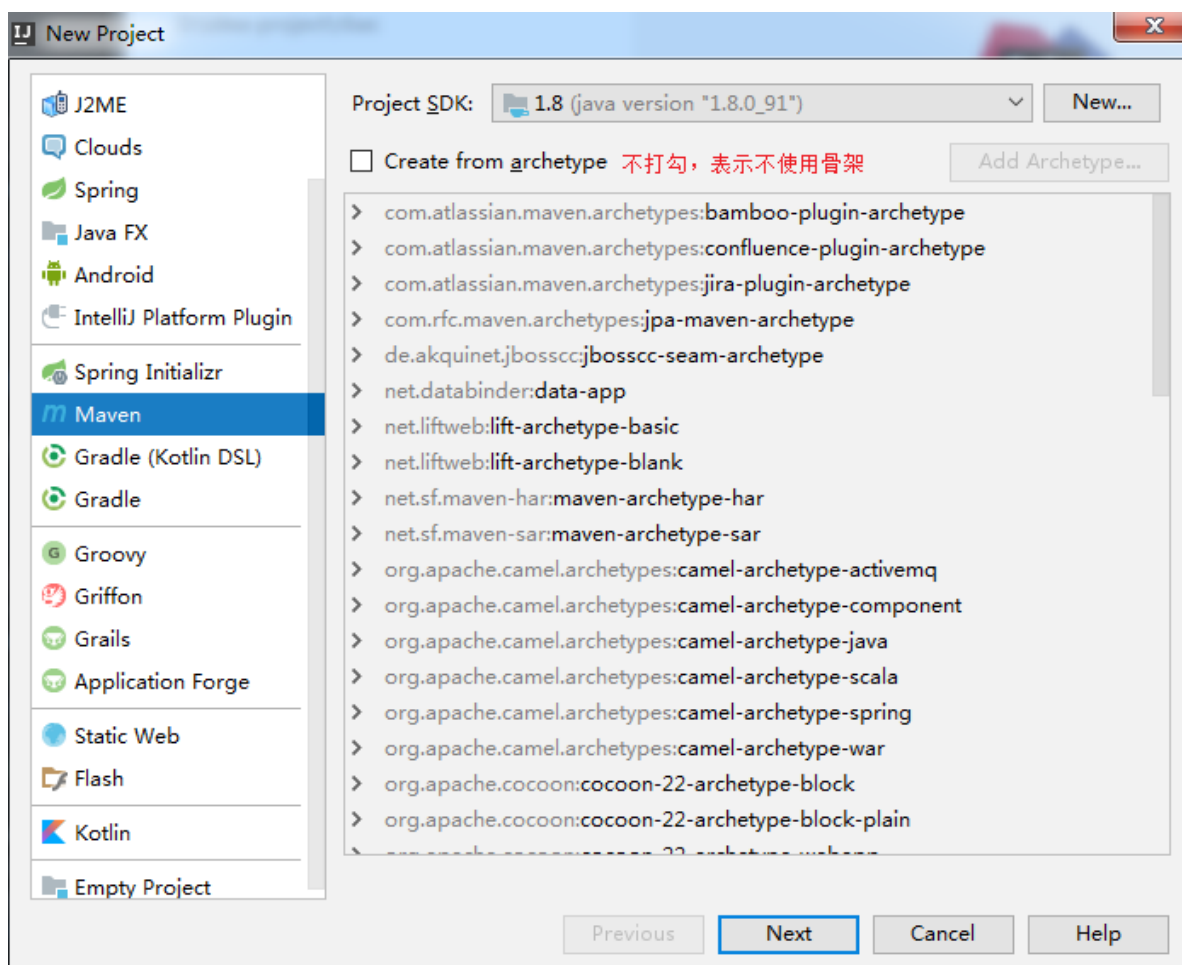 New Project
J2ME
Clouds
Spring
Java FX
Android
IntelliJ Platform Plugin
Spring Initializr
Maven
Gradle (Kotlin DSL)
Gradle
Groovy
Griffon
Grails
Application Forge
Static Web
Flash
Kotlin
Empty Project
Project SDK: 1.8 (java version "1.8.0_91") New...
Create from archetype 不打勾，表示不使用骨架 Add Archetype...
com.atlassian.maven.archetypes:bamboo-plugin-archetype
com.atlassian.maven.archetypes:confluence-plugin-archetype
com.atlassian.maven.archetypes:jira-plugin-archetype
com.rfc.maven.archetypes:jpa-maven-archetype
de.akquinet.jbosscc:jbosscc-seam-archetype
net.databinder:data-app
net.liftweb:lift-archetype-basic
net.liftweb:lift-archetype-blank
net.sf.maven-har:maven-archetype-har
net.sf.maven-sar:maven-archetype-sar
org.apache.camel.archetypes:camel-archetype-activemq
org.apache.camel.archetypes:camel-archetype-component
org.apache.camel.archetypes:camel-archetype-java
org.apache.camel.archetypes:camel-archetype-scala
org.apache.camel.archetypes:camel-archetype-spring
org.apache.camel.archetypes:camel-archetype-war
org.apache.cocoon:cocoon-22-archetype-block
org.apache.cocoon:cocoon-22-archetype-block-plain
Previous Next Cancel Help